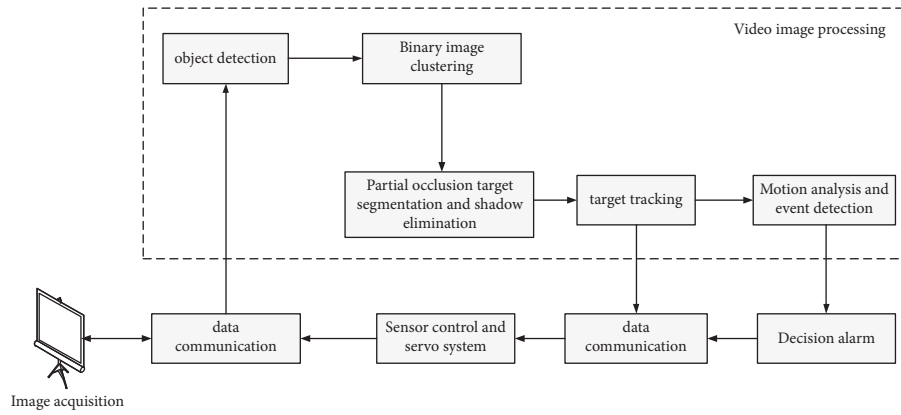 Video image processing
object detection
Binary image
clustering
Partial occlusion target
segmentation and shadow
elimination
target tracking
Motion analysis and
event detection
data
communication
Sensor control and
servo system
data
communication
Decision alarm
Image acquisition